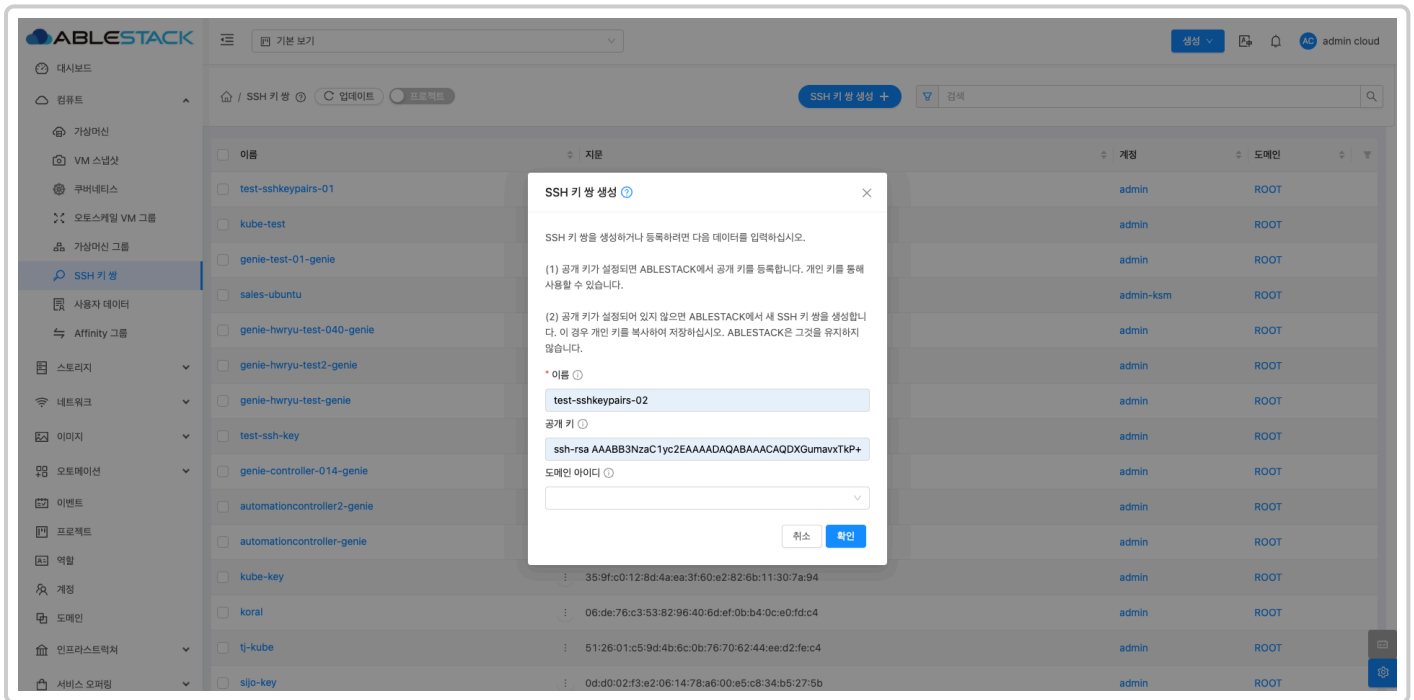 ABLESTACK
기본 보기
생성
AC admin cloud
대시보드
컴퓨트
가상머신
VM 스냅샷
쿠버네티스
오토스케일 VM 그룹
가상머신 그룹
SSH 키 쌍
사용자 데이터
Affinity 그룹
스토리지
네트워크
이미지
오토메이션
이벤트
프로젝트
역할
계정
도메인
인프라스트럭쳐
서비스 오퍼링
/ SSH 키 쌍 업데이트 프로젝트
SSH 키 쌍 생성 +
검색
이름 지문 계정 도메인
test-sshkeypairs-01 admin ROOT
kube-test admin ROOT
genie-test-01-genie admin ROOT
sales-ubuntu admin-ksm ROOT
genie-hwryu-test-040-genie admin ROOT
genie-hwryu-test2-genie admin ROOT
genie-hwryu-test-genie admin ROOT
test-ssh-key admin ROOT
genie-controller-014-genie admin ROOT
automationcontroller2-genie admin ROOT
automationcontroller-genie admin ROOT
kube-key 35:9f:c0:12:8d:4a:ea:3f:60:e2:82:6b:11:30:7a:94 admin ROOT
koral 06:de:76:c3:53:82:96:40:6d:ef:0b:b4:0c:e0:fd:c4 admin ROOT
tj-kube 51:26:01:c5:9d:4b:6c:0b:76:70:62:44:ee:d2:fe:c4 admin ROOT
sijo-key 0d:d0:02:f3:e2:06:14:78:a6:00:e5:c8:34:b5:27:5b admin ROOT
SSH 키 쌍 생성
SSH 키 쌍을 생성하거나 등록하려면 다음 데이터를 입력하십시오.
(1) 공개 키가 설정되면 ABLESTACK에서 공개 키를 등록합니다. 개인 키를 통해
사용할 수 있습니다.
(2) 공개 키가 설정되어 있지 않으면 ABLESTACK에서 새 SSH 키 쌍을 생성합니
다. 이 경우 개인 키를 복사하여 저장하십시오. ABLESTACK은 그것을 유지하지
않습니다.
* 이름
test-sshkeypairs-02
공개 키
ssh-rsa AAABB3NzaC1yc2EAAAADAQABAAACAQDXGumavxTkP+
도메인 아이디
취소 확인